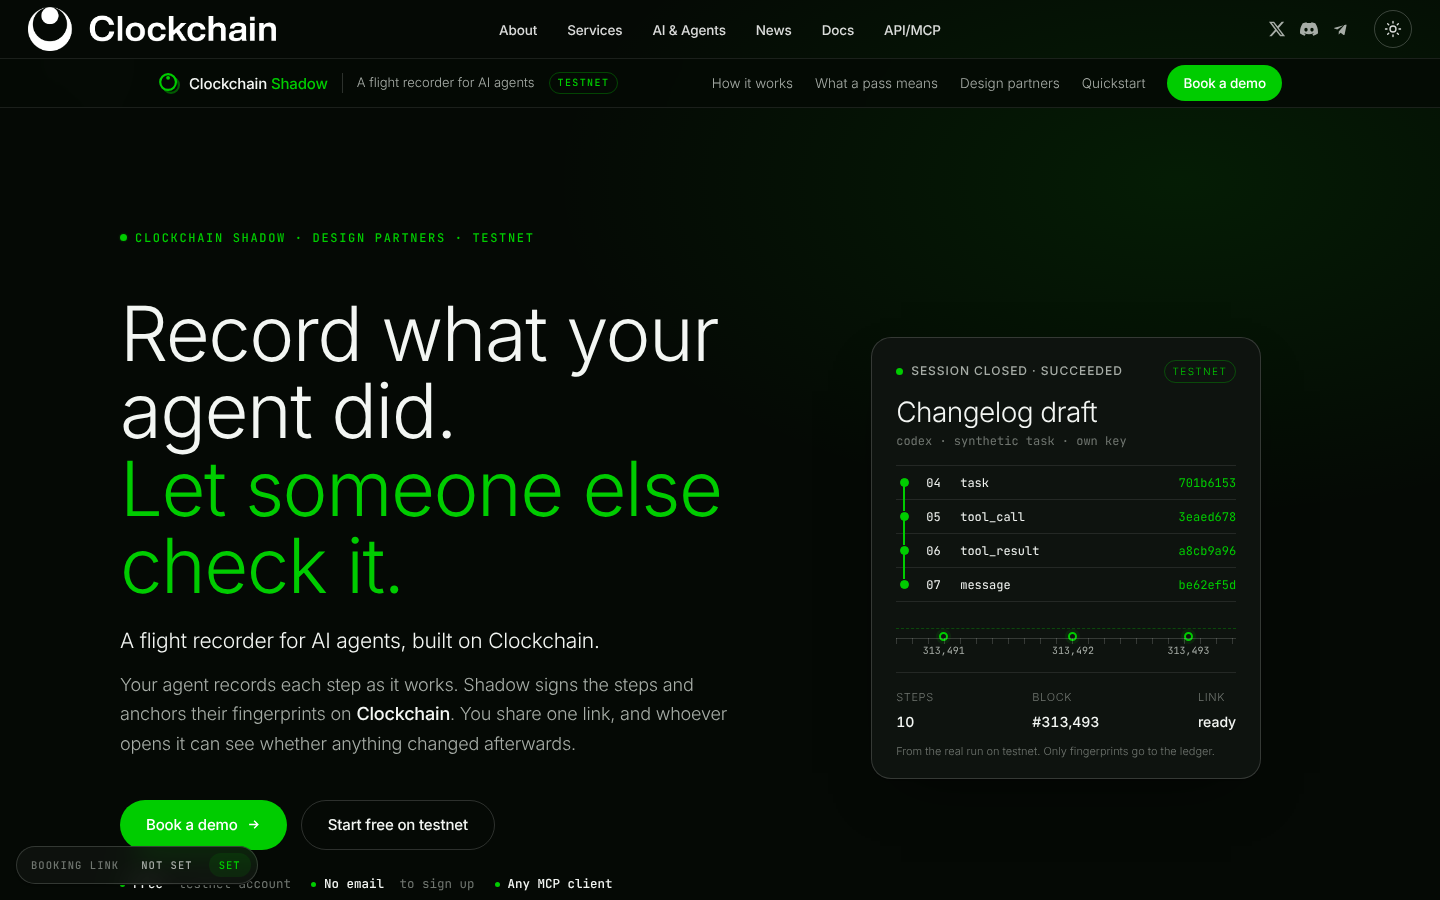 Clockchain
About Services AI & Agents News Docs API/MCP
Clockchain Shadow A flight recorder for AI agents TESTNET How it works What a pass means Design partners Quickstart Book a demo
CLOCKCHAIN SHADOW · DESIGN PARTNERS · TESTNET
Record what your
agent did.
Let someone else
check it.
A flight recorder for AI agents, built on Clockchain.
Your agent records each step as it works. Shadow signs the steps and
anchors their fingerprints on Clockchain. You share one link, and whoever
opens it can see whether anything changed afterwards.
Book a demo → Start free on testnet
BOOKING LINK NOT SET SET
Free testnet account No email to sign up Any MCP client
SESSION CLOSED · SUCCEEDED TESTNET
Changelog draft
codex · synthetic task · own key
04 task 701b6153
05 tool_call 3eaed678
06 tool_result a8cb9a96
07 message be62ef5d
313,491 313,492 313,493
STEPS BLOCK LINK
10 #313,493 ready
From the real run on testnet. Only fingerprints go to the ledger.